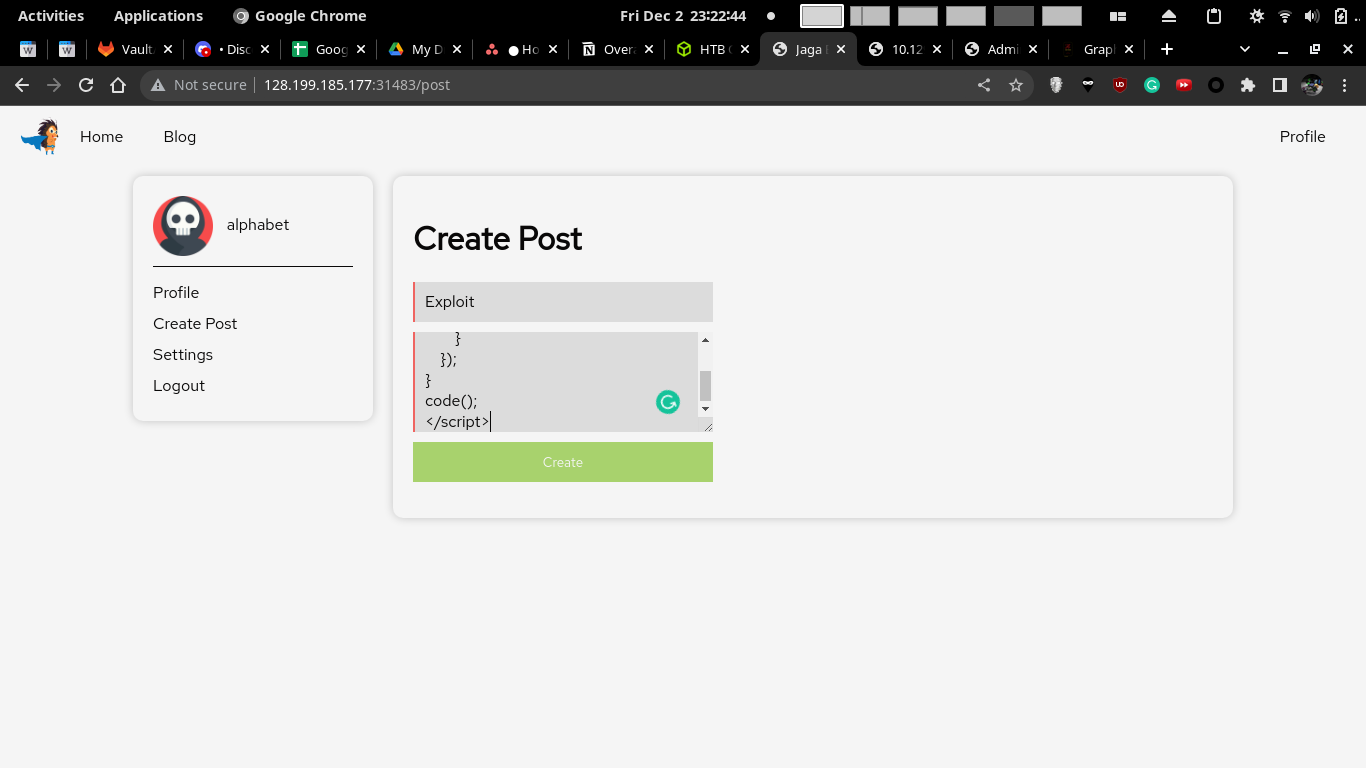 Activities Applications Google Chrome Fri Dec 2 23:22:44
Vault Disc Goog My D Ho Over HTB Jaga 10.12 Admi Grap
Not secure 128.199.185.177:31483/post
Home Blog Profile
alphabet
Profile
Create Post
Settings
Logout
Create Post
Exploit
}
});
}
code();
</script>
Create